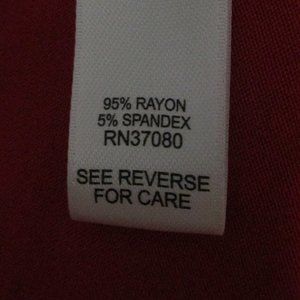 95% RAYON
5% SPANDEX
RN37080
SEE REVERSE
FOR CARE